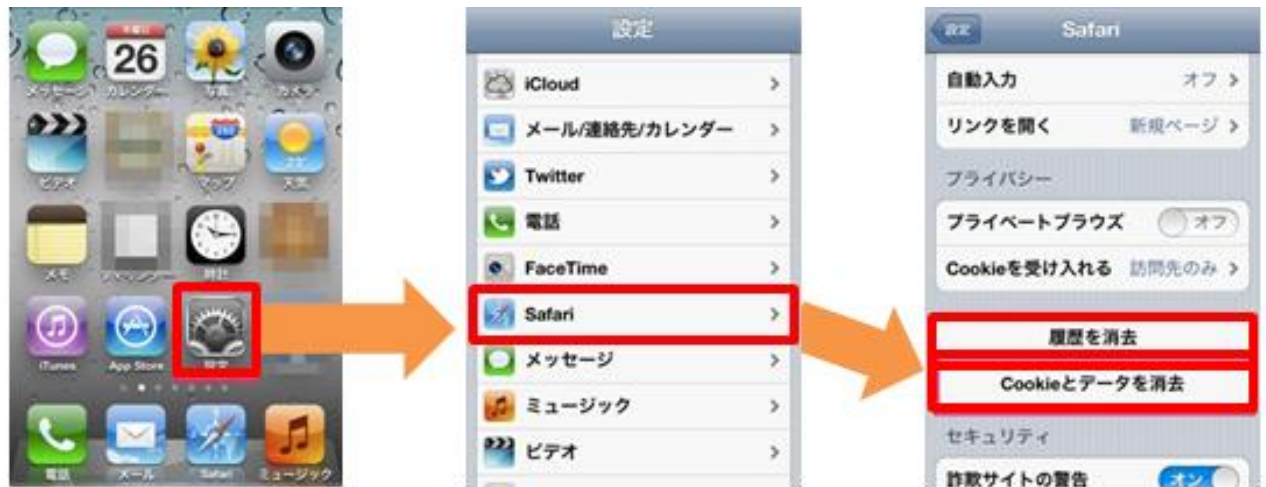 メッセージ
カレンダー
写真
カメラ
月曜日
26
ビデオ
マップ
天気
メモ
時計
iTunes
App Store
設定
電話
メール
Safari
ミュージック
設定
iCloud
メール/連絡先/カレンダー
Twitter
電話
FaceTime
Safari
メッセージ
ミュージック
ビデオ
設定
Safari
自動入力 オフ
リンクを開く 新規ページ
プライバシー
プライベートブラウズ オフ
Cookieを受け入れる 訪問先のみ
履歴を消去
Cookieとデータを消去
セキュリティ
詐欺サイトの警告 オン